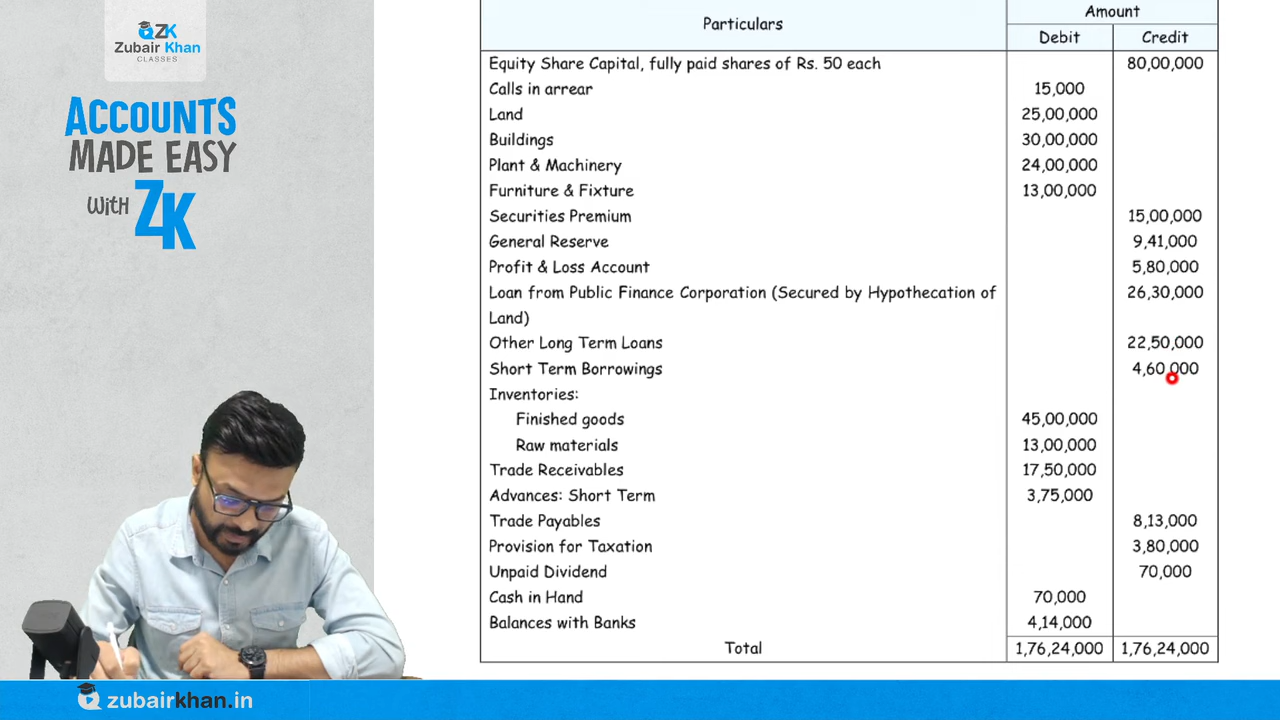 ZK
Zubair Khan
CLASSES
ACCOUNTS
MADE EASY
with ZK
Particulars Amount
Debit Credit
Equity Share Capital, fully paid shares of Rs. 50 each 80,00,000
Calls in arrear 15,000
Land 25,00,000
Buildings 30,00,000
Plant & Machinery 24,00,000
Furniture & Fixture 13,00,000
Securities Premium 15,00,000
General Reserve 9,41,000
Profit & Loss Account 5,80,000
Loan from Public Finance Corporation (Secured by Hypothecation of 26,30,000
Land)
Other Long Term Loans 22,50,000
Short Term Borrowings 4,60,000
Inventories:
Finished goods 45,00,000
Raw materials 13,00,000
Trade Receivables 17,50,000
Advances: Short Term 3,75,000
Trade Payables 8,13,000
Provision for Taxation 3,80,000
Unpaid Dividend 70,000
Cash in Hand 70,000
Balances with Banks 4,14,000
Total 1,76,24,000 1,76,24,000
zubairkhan.in